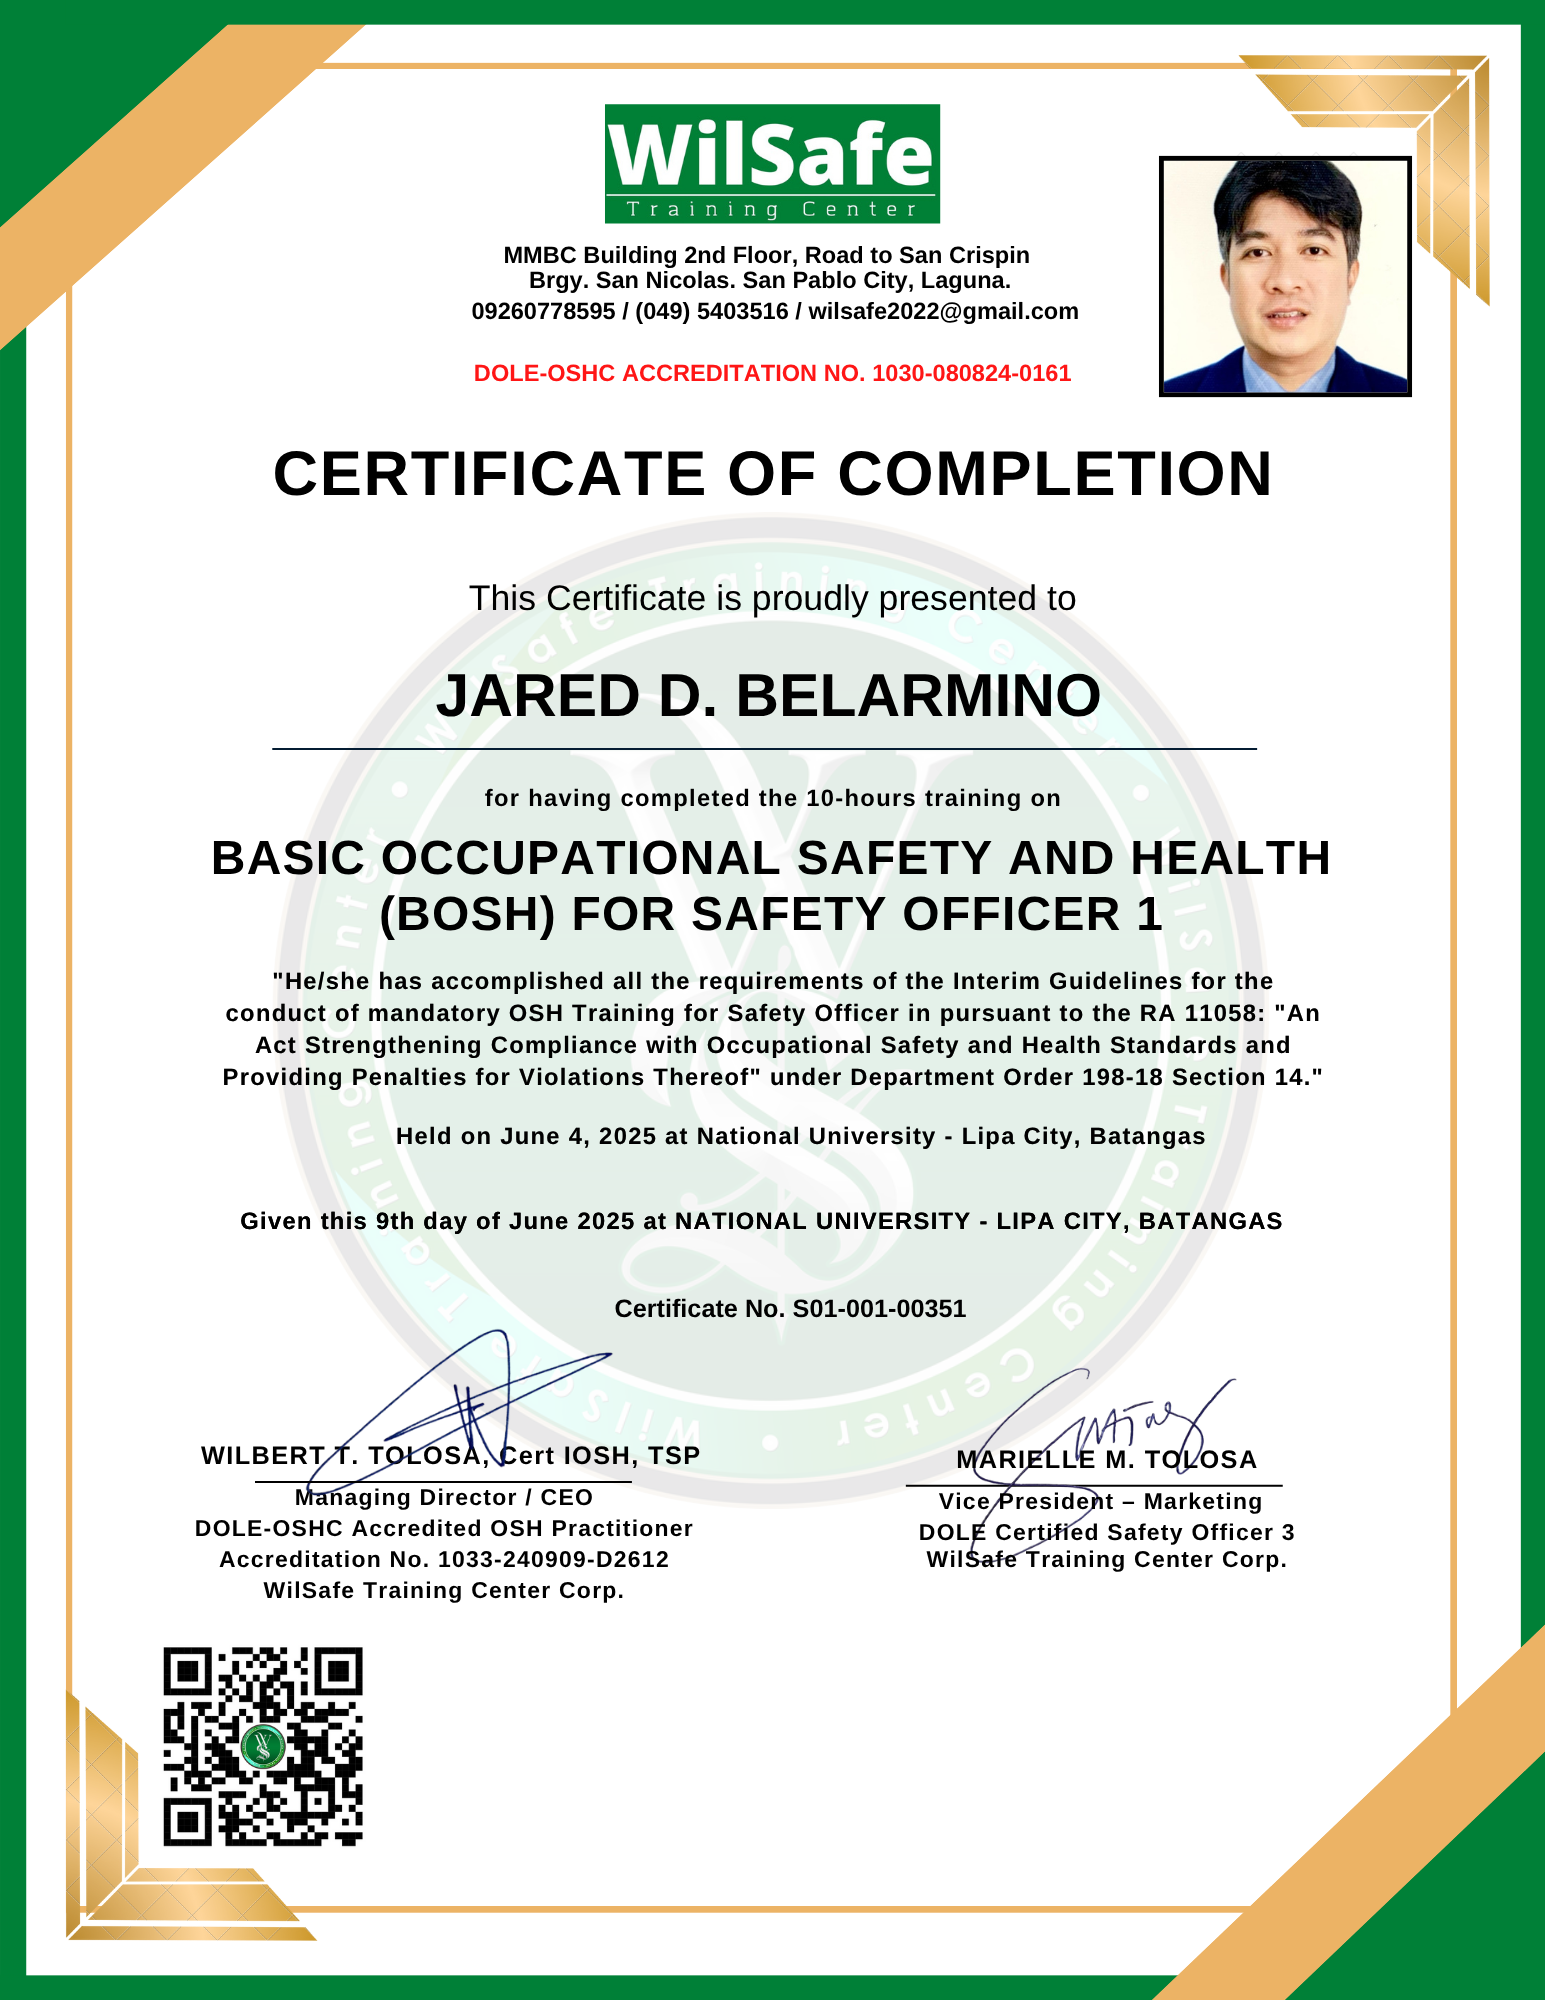 WilSafe
Training Center
MMBC Building 2nd Floor, Road to San Crispin
Brgy. San Nicolas. San Pablo City, Laguna.
09260778595 / (049) 5403516 / wilsafe2022@gmail.com
DOLE-OSHC ACCREDITATION NO. 1030-080824-0161
CERTIFICATE OF COMPLETION
This Certificate is proudly presented to
JARED D. BELARMINO
for having completed the 10-hours training on
BASIC OCCUPATIONAL SAFETY AND HEALTH
(BOSH) FOR SAFETY OFFICER 1
"He/she has accomplished all the requirements of the Interim Guidelines for the
conduct of mandatory OSH Training for Safety Officer in pursuant to the RA 11058: "An
Act Strengthening Compliance with Occupational Safety and Health Standards and
Providing Penalties for Violations Thereof" under Department Order 198-18 Section 14."
Held on June 4, 2025 at National University - Lipa City, Batangas
Given this 9th day of June 2025 at NATIONAL UNIVERSITY - LIPA CITY, BATANGAS
Certificate No. S01-001-00351
WILBERT T. TOLOSA, Cert IOSH, TSP
Managing Director / CEO
DOLE-OSHC Accredited OSH Practitioner
Accreditation No. 1033-240909-D2612
WilSafe Training Center Corp.
MARIELLE M. TOLOSA
Vice President – Marketing
DOLE Certified Safety Officer 3
WilSafe Training Center Corp.
WilSafe Training Center • WilSafe Training Center • WilSafe Training Center •